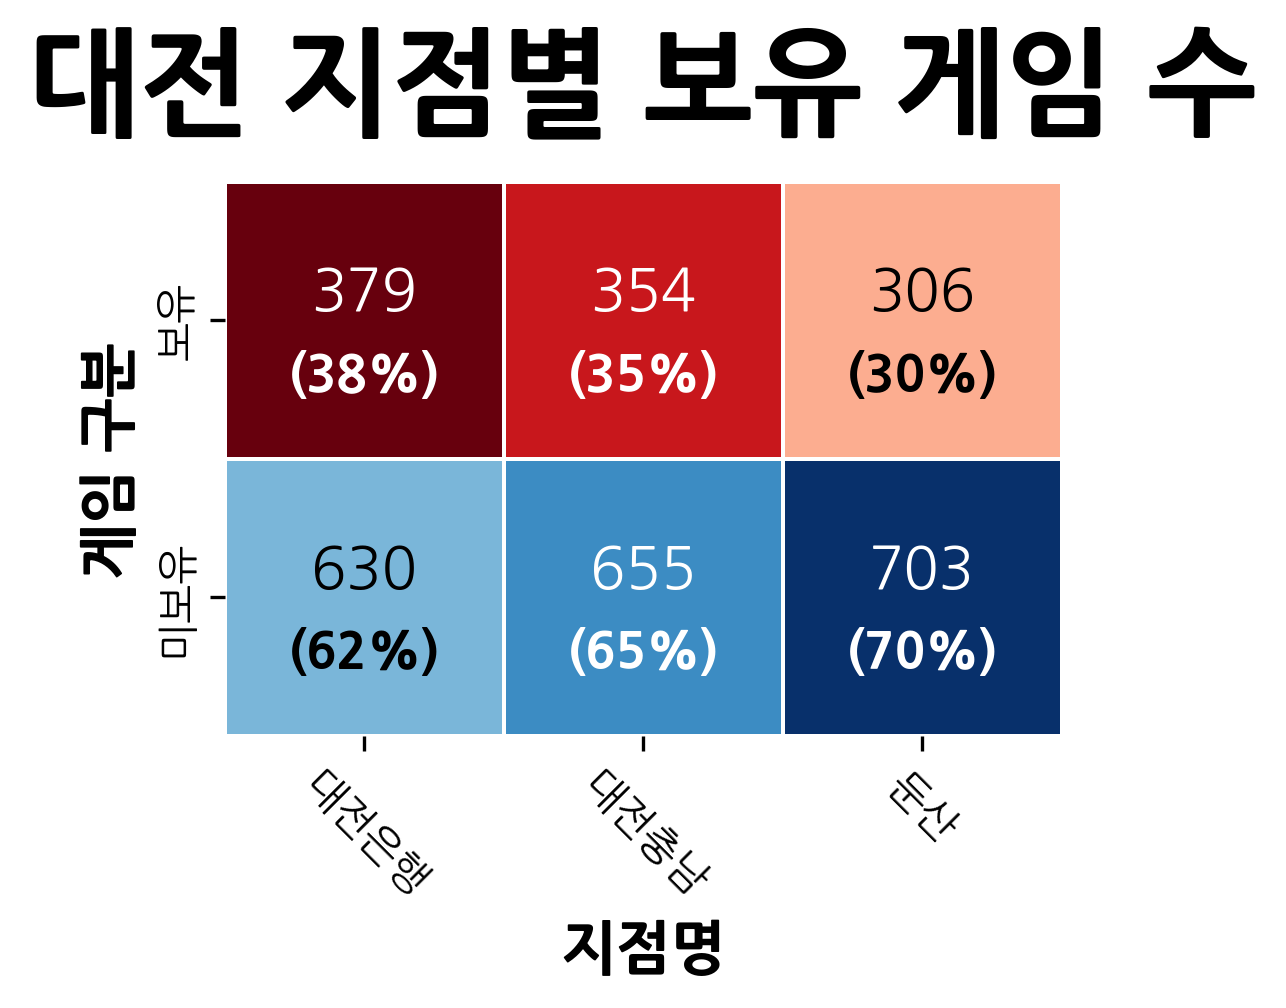 대전 지점별 보유 게임 수
게임 구분
보유
379
(38%)
354
(35%)
306
(30%)
미보유
630
(62%)
655
(65%)
703
(70%)
대전은행
대전충남
둔산
지점명